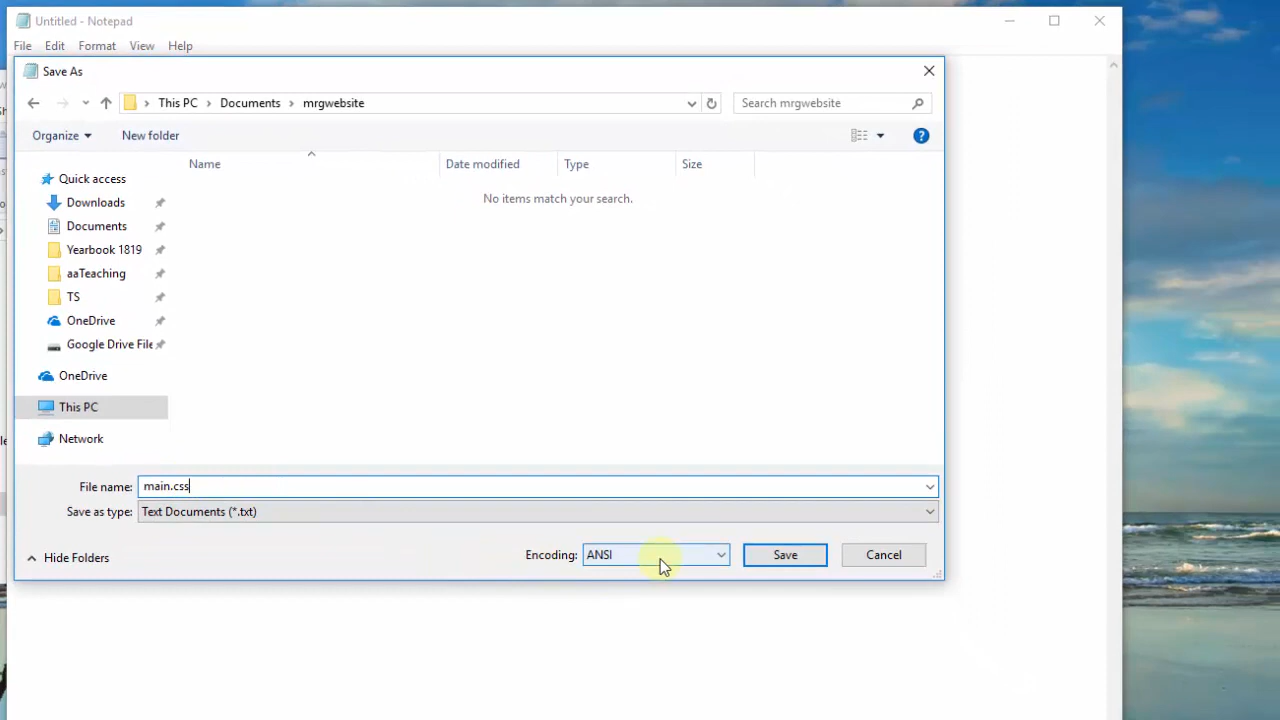 Untitled - Notepad
File Edit Format View Help
Save As
This PC Documents mrgwebsite
Search mrgwebsite
Organize New folder
Name Date modified Type Size
No items match your search.
Quick access
Downloads
Documents
Yearbook 1819
aaTeaching
TS
OneDrive
Google Drive File
OneDrive
This PC
Network
File name: main.css
Save as type: Text Documents (*.txt)
Hide Folders
Encoding: ANSI
Save Cancel